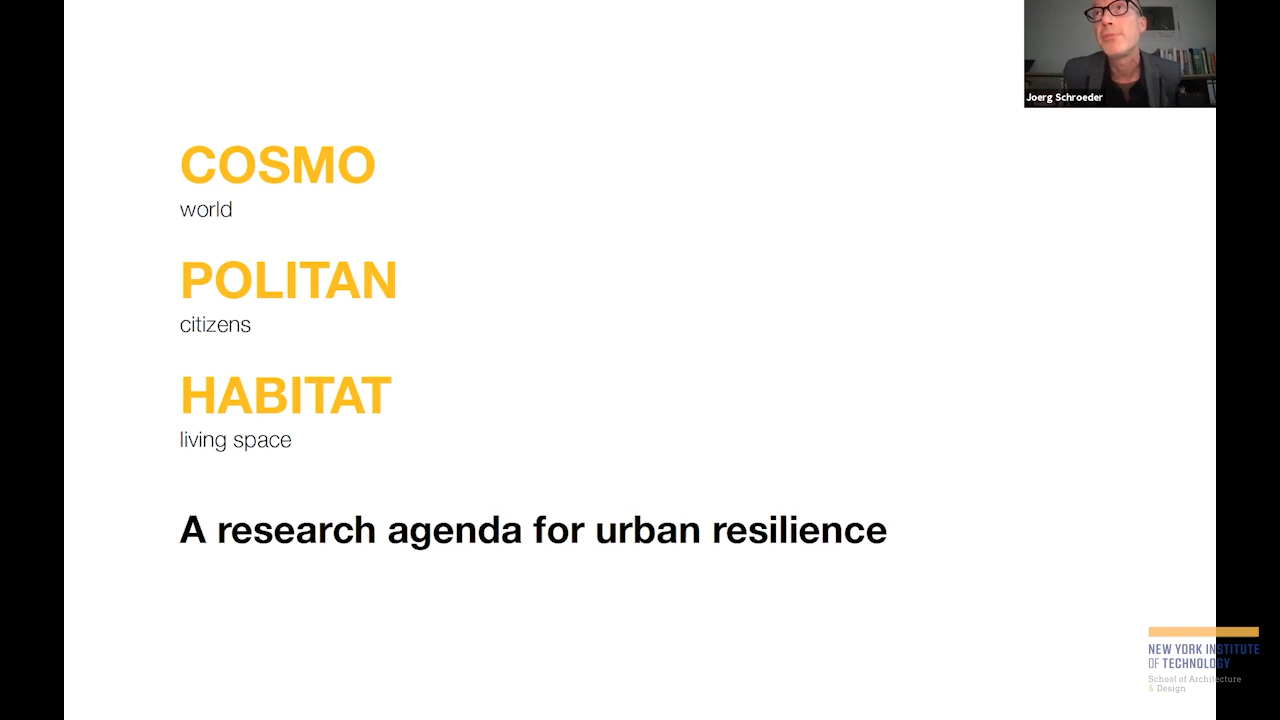 Joerg Schroeder
COSMO
world
POLITAN
citizens
HABITAT
living space
A research agenda for urban resilience
NEW YORK INSTITUTE
OF TECHNOLOGY
School of Architecture
& Design